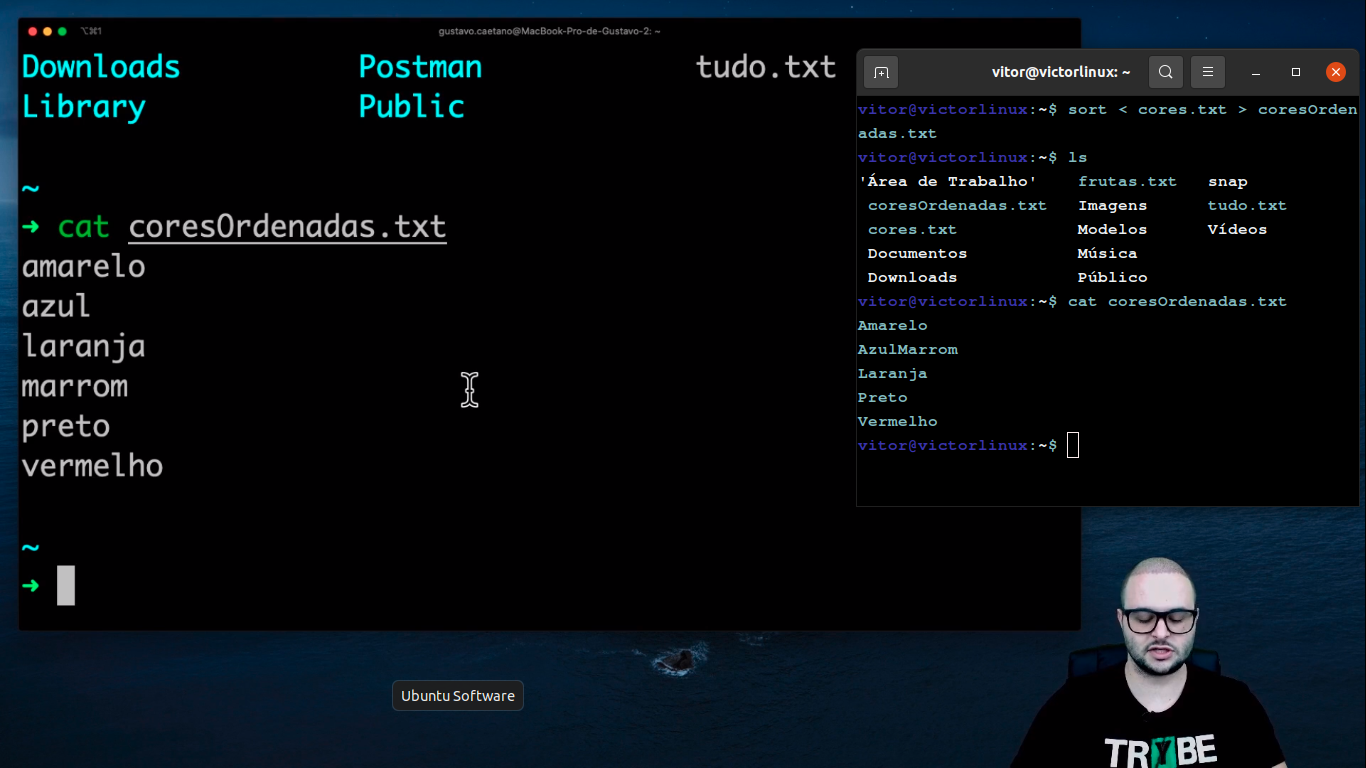 ⌥⌘1 gustavo.caetano@MacBook-Pro-de-Gustavo-2: ~
Downloads Postman tudo.txt
Library Public
~
➜ cat coresOrdenadas.txt
amarelo
azul
laranja
marrom
preto
vermelho
~
➜
vitor@victorlinux: ~
vitor@victorlinux:~$ sort < cores.txt > coresOrden
adas.txt
vitor@victorlinux:~$ ls
'Área de Trabalho' frutas.txt snap
coresOrdenadas.txt Imagens tudo.txt
cores.txt Modelos Vídeos
Documentos Música
Downloads Público
vitor@victorlinux:~$ cat coresOrdenadas.txt
Amarelo
AzulMarrom
Laranja
Preto
Vermelho
vitor@victorlinux:~$
Ubuntu Software
TRYBE